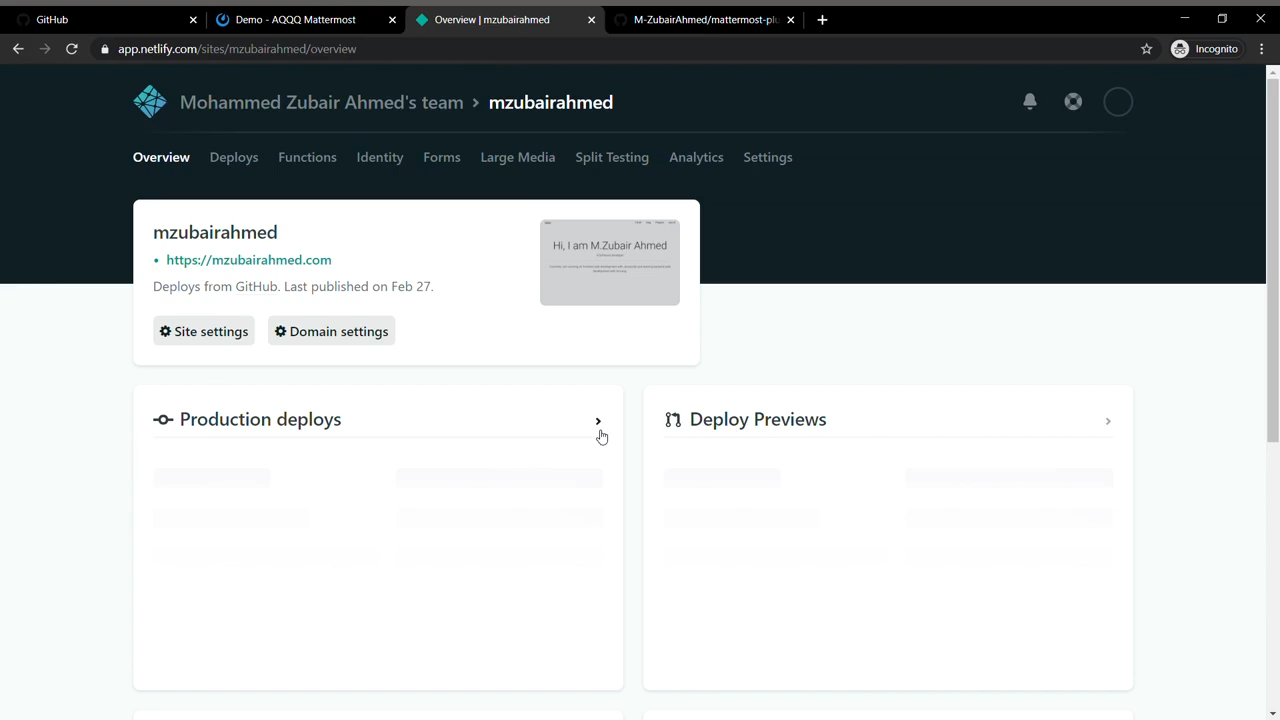 GitHub
Demo - AQQQ Mattermost
Overview | mzubairahmed
M-ZubairAhmed/mattermost-plu
app.netlify.com/sites/mzubairahmed/overview
Incognito
Mohammed Zubair Ahmed's team > mzubairahmed
Overview Deploys Functions Identity Forms Large Media Split Testing Analytics Settings
mzubairahmed
• https://mzubairahmed.com
Deploys from GitHub. Last published on Feb 27.
Hi, I am M.Zubair Ahmed
Site settings
Domain settings
Production deploys
Deploy Previews